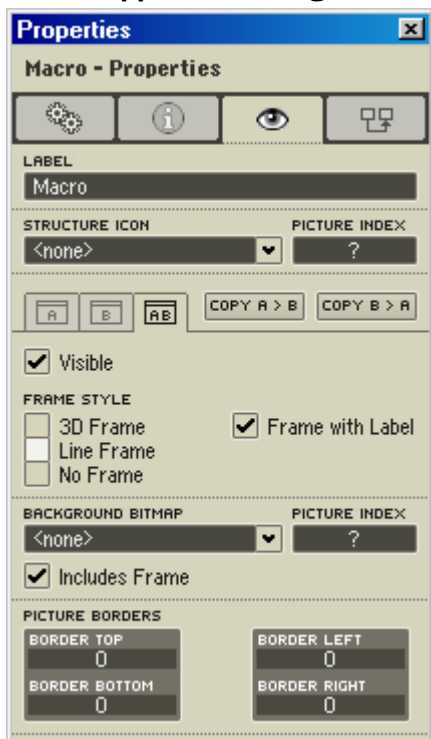 Properties
Macro - Properties
LABEL
Macro
STRUCTURE ICON PICTURE INDEX
<none> ?
A B AB COPY A > B COPY B > A
Visible
FRAME STYLE
3D Frame Frame with Label
Line Frame
No Frame
BACKGROUND BITMAP PICTURE INDEX
<none> ?
Includes Frame
PICTURE BORDERS
BORDER TOP BORDER LEFT
0 0
BORDER BOTTOM BORDER RIGHT
0 0